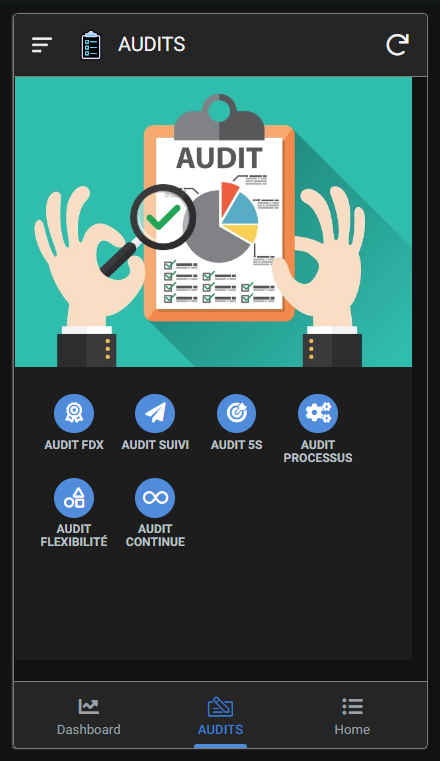 AUDITS
AUDIT
AUDIT FDX
AUDIT SUIVI
AUDIT 5S
AUDIT
PROCESSUS
AUDIT
FLEXIBILITÉ
AUDIT
CONTINUE
Dashboard
AUDITS
Home